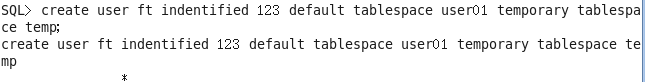 SQL> create user ft indentified 123 default tablespace user01 temporary tablespa
ce temp;
create user ft indentified 123 default tablespace user01 temporary tablespace te
mp
*